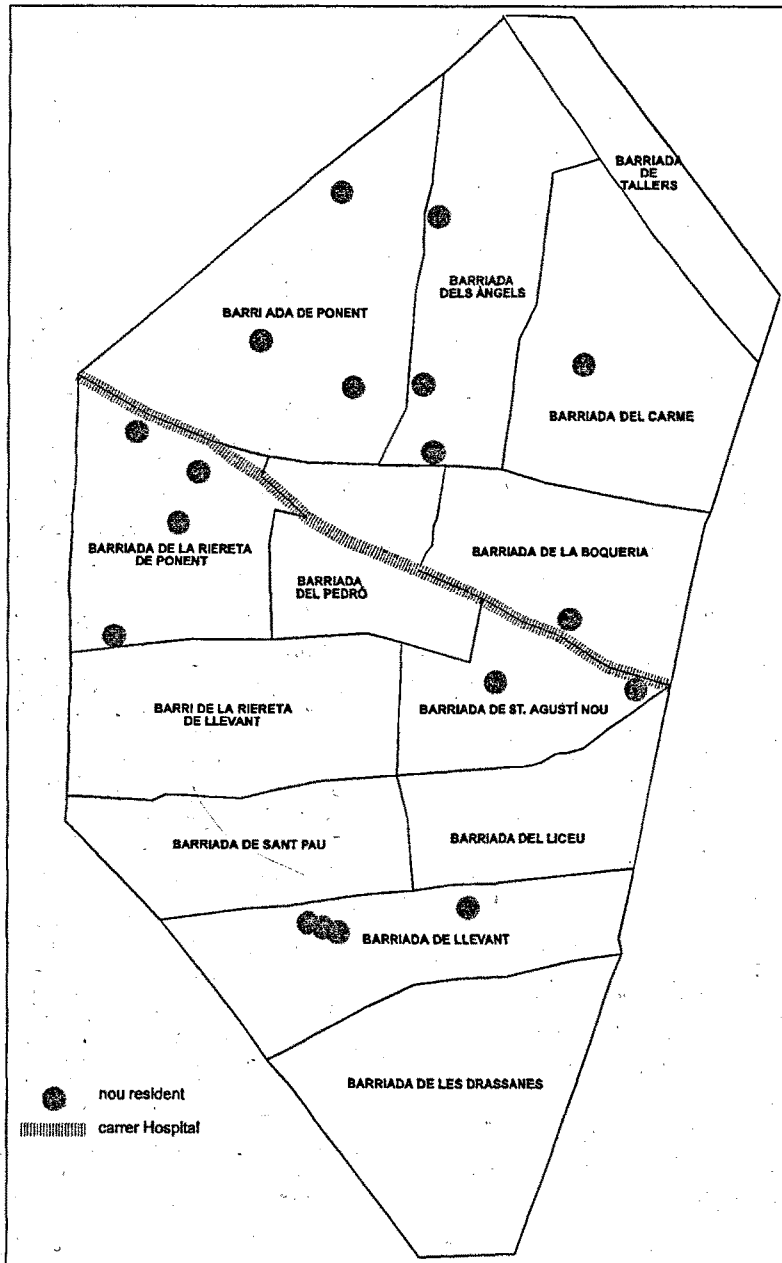 BARRIADA
DE
TALLERS
BARRIADA
DELS ÀNGELS
BARRI ADA DE PONENT
BARRIADA DEL CARME
BARRIADA DE LA RIERETA
DE PONENT
BARRIADA DE LA BOQUERIA
BARRIADA
DEL PEDRÓ
BARRI DE LA RIERETA
DE LLEVANT
BARRIADA DE ST. AGUSTÍ NOU
BARRIADA DE SANT PAU
BARRIADA DEL LICEU
BARRIADA DE LLEVANT
BARRIADA DE LES DRASSANES
nou resident
carrer Hospital